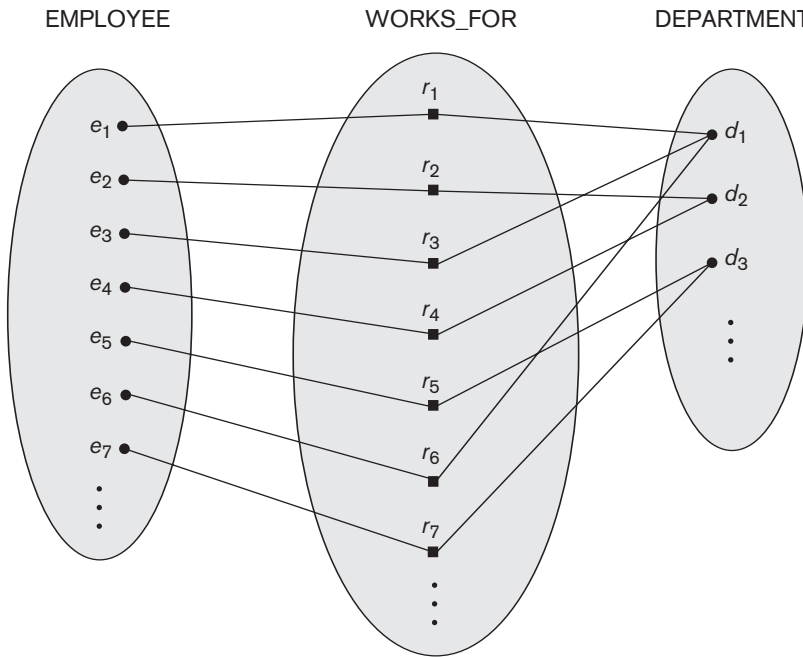 EMPLOYEE WORKS_FOR DEPARTMENT
e1
e2
e3
e4
e5
e6
e7
r1
r2
r3
r4
r5
r6
r7
d1
d2
d3